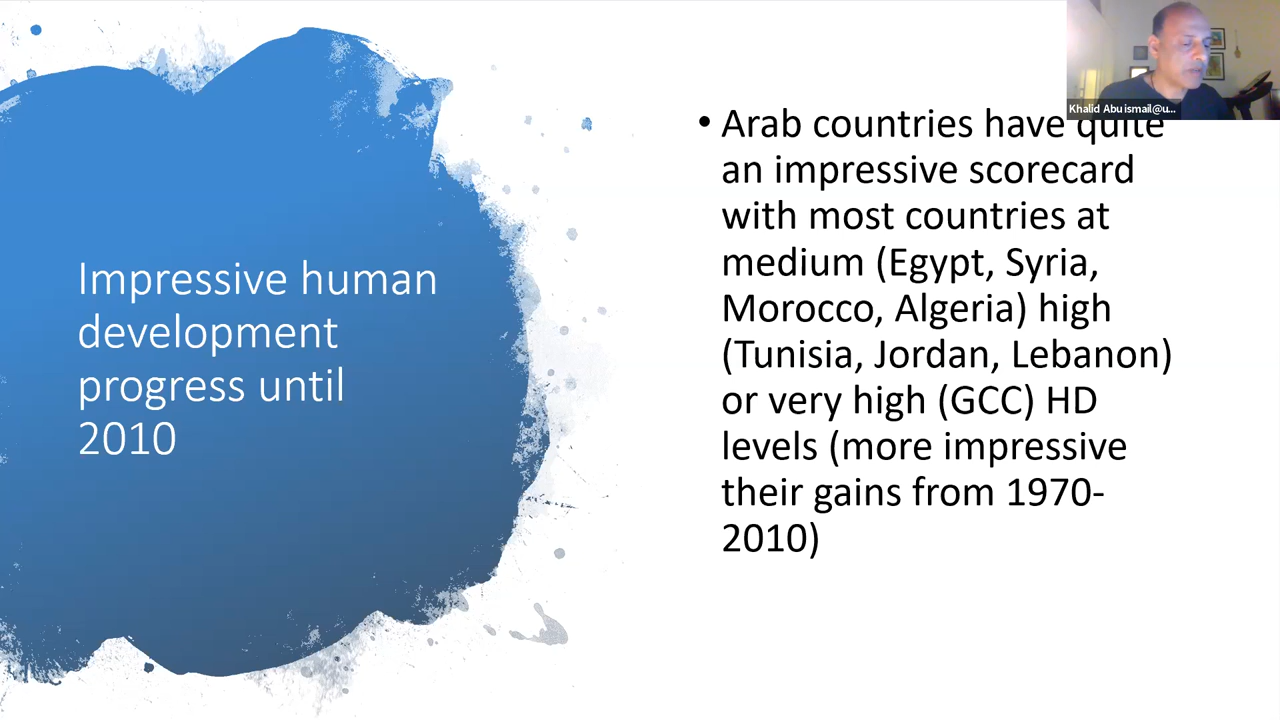 Impressive human
development
progress until
2010
Khalid Abuismail@u...
• Arab countries have quite
an impressive scorecard
with most countries at
medium (Egypt, Syria,
Morocco, Algeria) high
(Tunisia, Jordan, Lebanon)
or very high (GCC) HD
levels (more impressive
their gains from 1970-
2010)